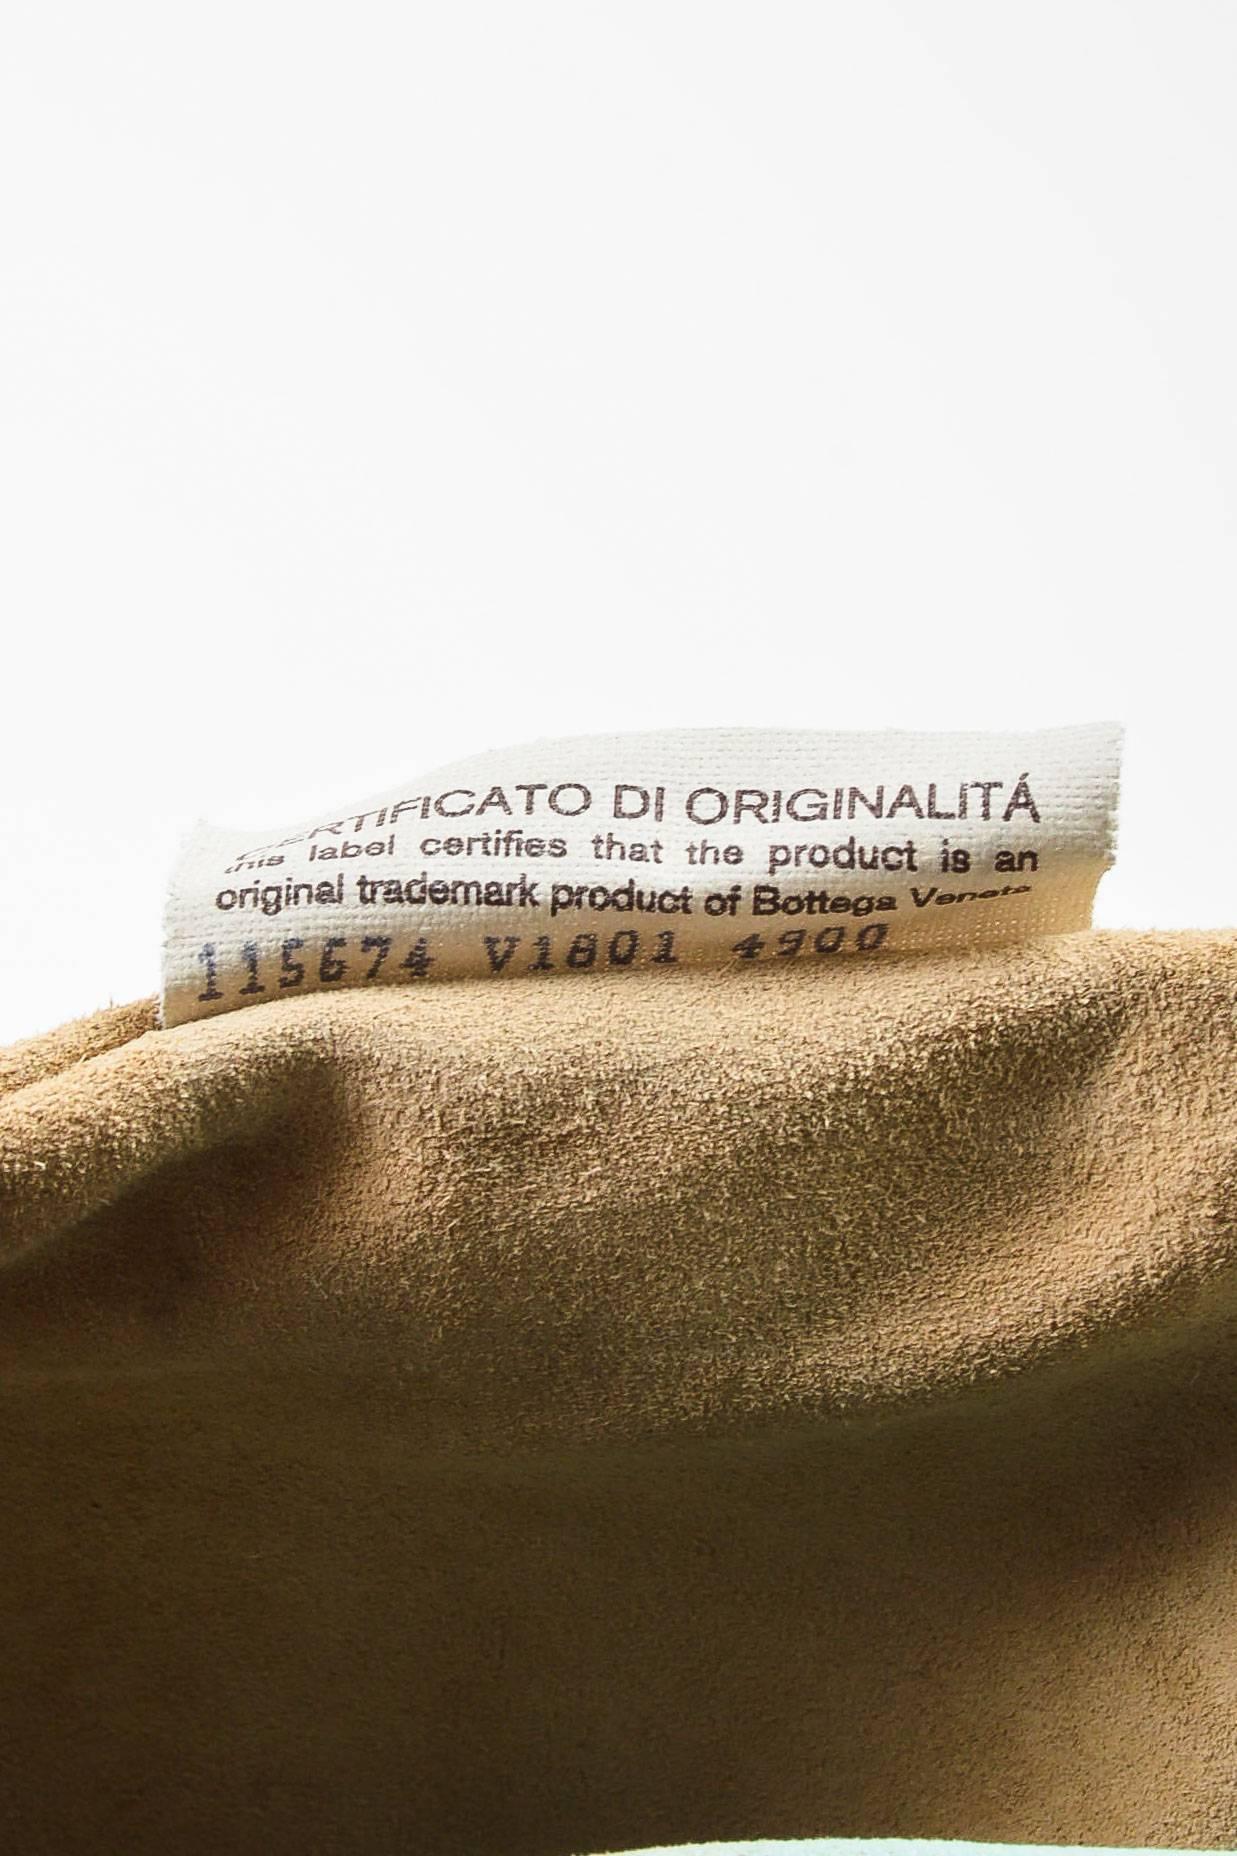 CERTIFICATO DI ORIGINALITÁ
This label certifies that the product is an
original trademark product of Bottega Veneta
115674 V1801 4900